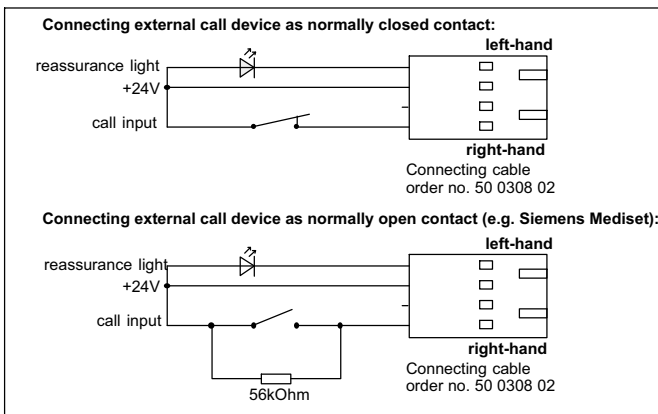 Connecting external call device as normally closed contact:
left-hand
reassurance light
+24V
call input
right-hand
Connecting cable
order no. 50 0308 02
Connecting external call device as normally open contact (e.g. Siemens Mediset):
left-hand
reassurance light
+24V
call input
right-hand
Connecting cable
order no. 50 0308 02
56kOhm